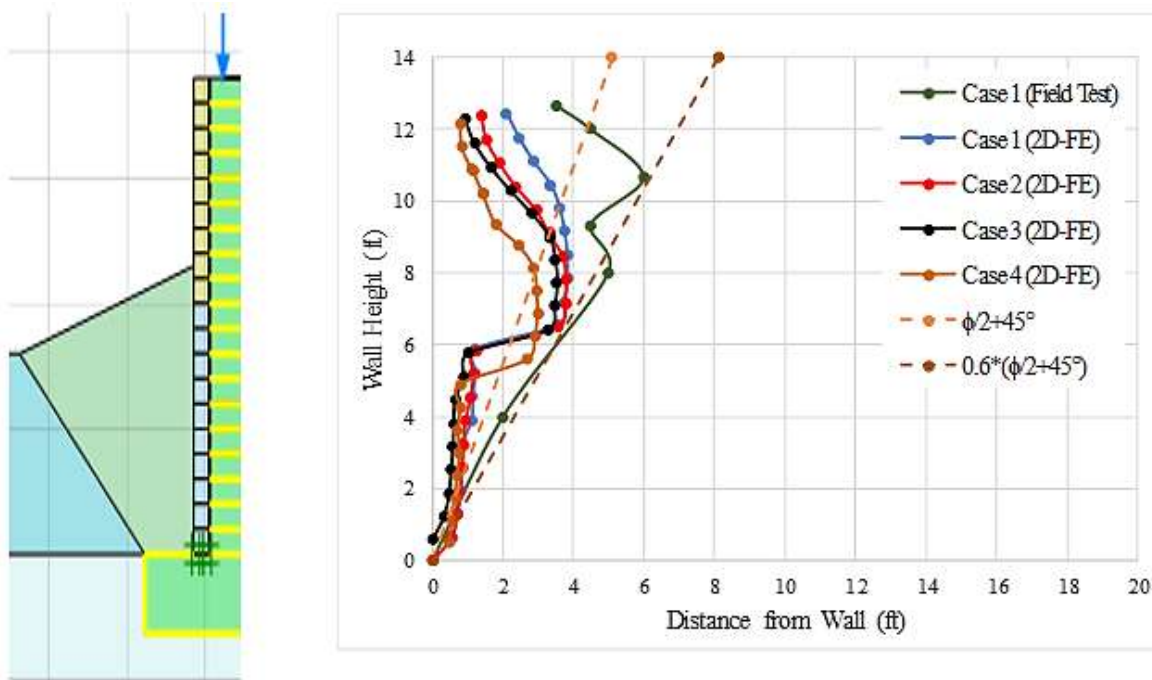 14
12
10
8
6
4
2
0
Wall Height (ft)
0 2 4 6 8 10 12 14 16 18 20
Distance from Wall (ft)
Case 1 (Field Test)
Case 1 (2D-FE)
Case 2 (2D-FE)
Case 3 (2D-FE)
Case 4 (2D-FE)
ϕ/2+45°
0.6*(ϕ/2+45°)